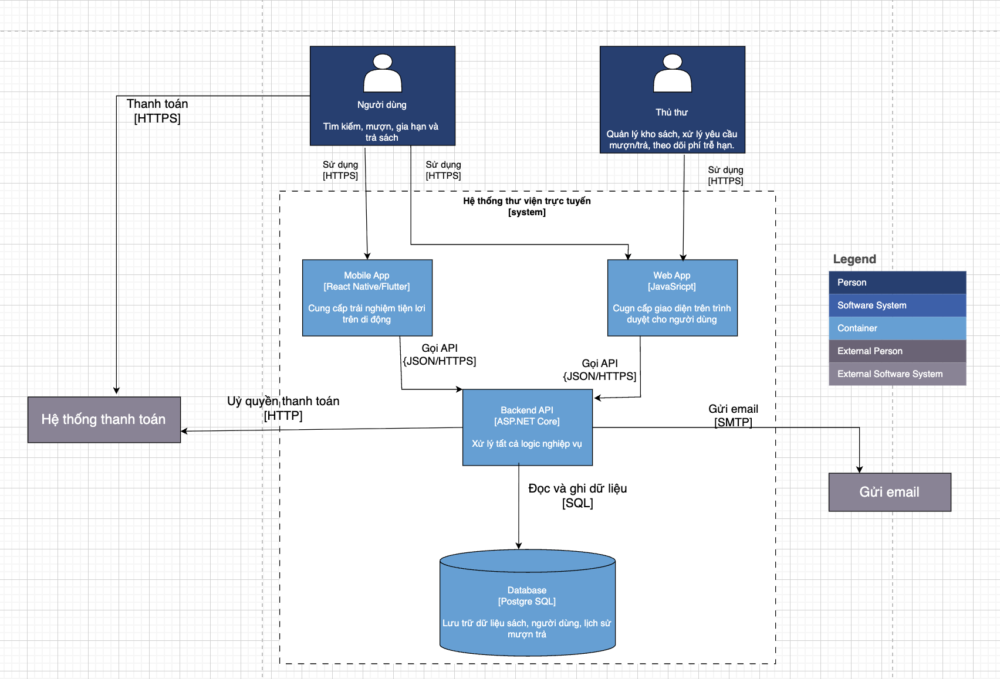 Người dùng
Tìm kiếm, mượn, gia hạn và
trả sách
Thủ thư
Quản lý kho sách, xử lý yêu cầu
mượn/trả, theo dõi phí trễ hạn.
Thanh toán
[HTTPS]
Sử dụng
[HTTPS]
Sử dụng
[HTTPS]
Sử dụng
[HTTPS]
Hệ thống thư viện trực tuyến
[system]
Mobile App
[React Native/Flutter]
Cung cấp trải nghiệm tiện lơi
trên di động
Web App
[JavaSricpt]
Cugn cấp giao diện trên trình
duyệt cho người dùng
Legend
Person
Software System
Container
External Person
External Software System
Gọi API
{JSON/HTTPS]
Gọi API
{JSON/HTTPS]
Hệ thống thanh toán
Uỷ quyền thanh toán
[HTTP]
Backend API
[ASP.NET Core]
Xử lý tất cả logic nghiệp vụ
Gửi email
[SMTP]
Gửi email
Đọc và ghi dữ liệu
[SQL]
Database
[Postgre SQL]
Lưu trữ dữ liệu sách, người dùng, lịch sử
mượn trả